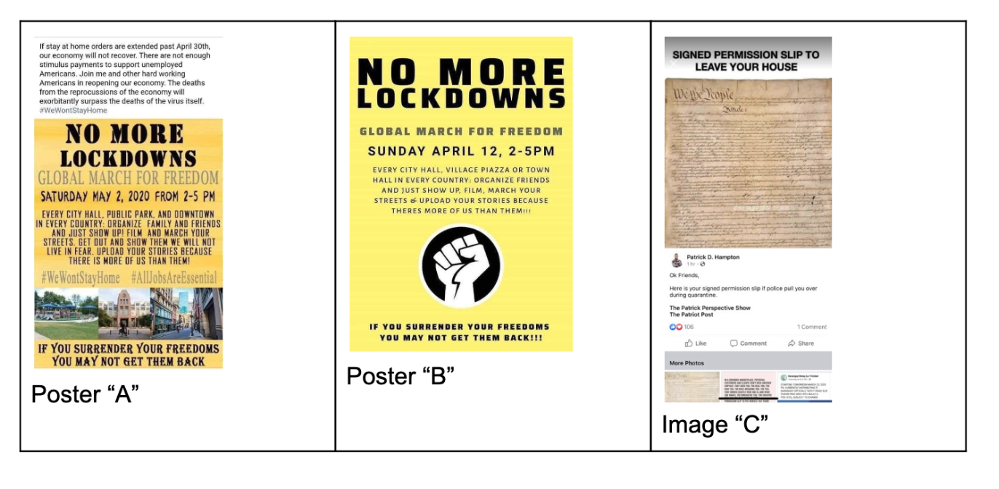 If stay at home orders are extended past April 30th,
our economy will not recover. There are not enough
stimulus payments to support unemployed
Americans. Join me and other hard working
Americans in reopening our economy. The deaths
from the reprocussions of the economy will
exorbitantly surpass the deaths of the virus itself.
#WeWontStayHome
NO MORE
LOCKDOWNS
GLOBAL MARCH FOR FREEDOM
SATURDAY MAY 2, 2020 FROM 2-5 PM
EVERY CITY HALL, PUBLIC PARK, AND DOWNTOWN
IN EVERY COUNTRY: ORGANIZE FAMILY AND FRIENDS
AND JUST SHOW UP! FILM AND MARCH YOUR
STREETS. GET OUT AND SHOW THEM WE WILL NOT
LIVE IN FEAR. UPLOAD YOUR STORIES BECAUSE
THERE IS MORE OF US THAN THEM!
#WeWontStayHome #AllJobsAreEssential
IF YOU SURRENDER YOUR FREEDOMS
YOU MAY NOT GET THEM BACK
Poster “A”
NO MORE
LOCKDOWNS
GLOBAL MARCH FOR FREEDOM
SUNDAY APRIL 12, 2-5PM
EVERY CITY HALL, VILLAGE PIAZZA OR TOWN
HALL IN EVERY COUNTRY: ORGANIZE FRIENDS
AND JUST SHOW UP, FILM, MARCH YOUR
STREETS & UPLOAD YOUR STORIES BECAUSE
THERES MORE OF US THAN THEM!!!
IF YOU SURRENDER YOUR FREEDOMS
YOU MAY NOT GET THEM BACK!!!
Poster “B”
SIGNED PERMISSION SLIP TO
LEAVE YOUR HOUSE
We the People
Article I
Patrick D. Hampton
1 hr
Ok Friends,
Here is your signed permission slip if police pull you over
during quarantine.
The Patrick Perspective Show
The Patriot Post
106
1 Comment
Like Comment Share
More Photos
Image “C”